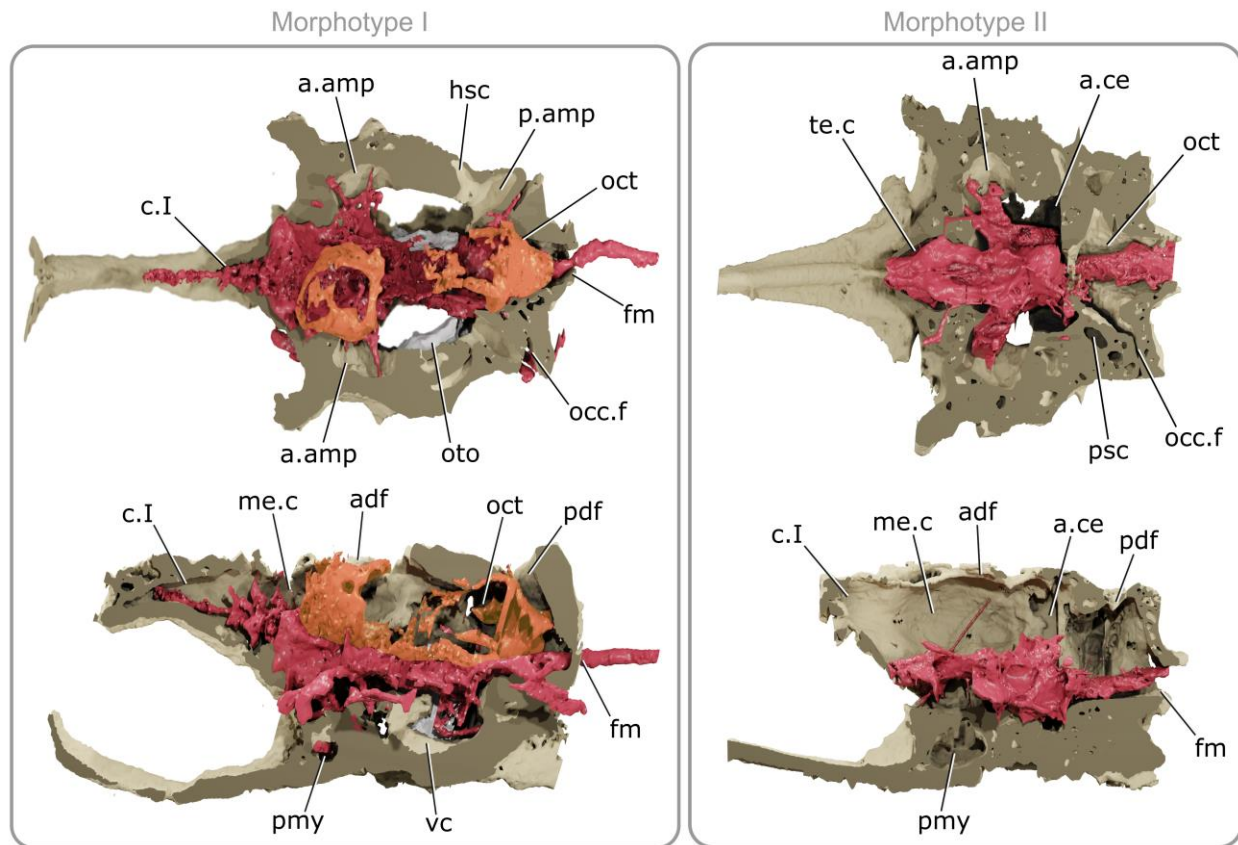 Morphotype I
Morphotype II
a.amp
hsc
p.amp
oct
c.I
fm
occ.f
oto
a.amp
a.amp
a.ce
te.c
oct
psc
occ.f
c.I
me.c
adf
oct
pdf
fm
pmy
vc
c.I
me.c
adf
a.ce
pdf
fm
pmy